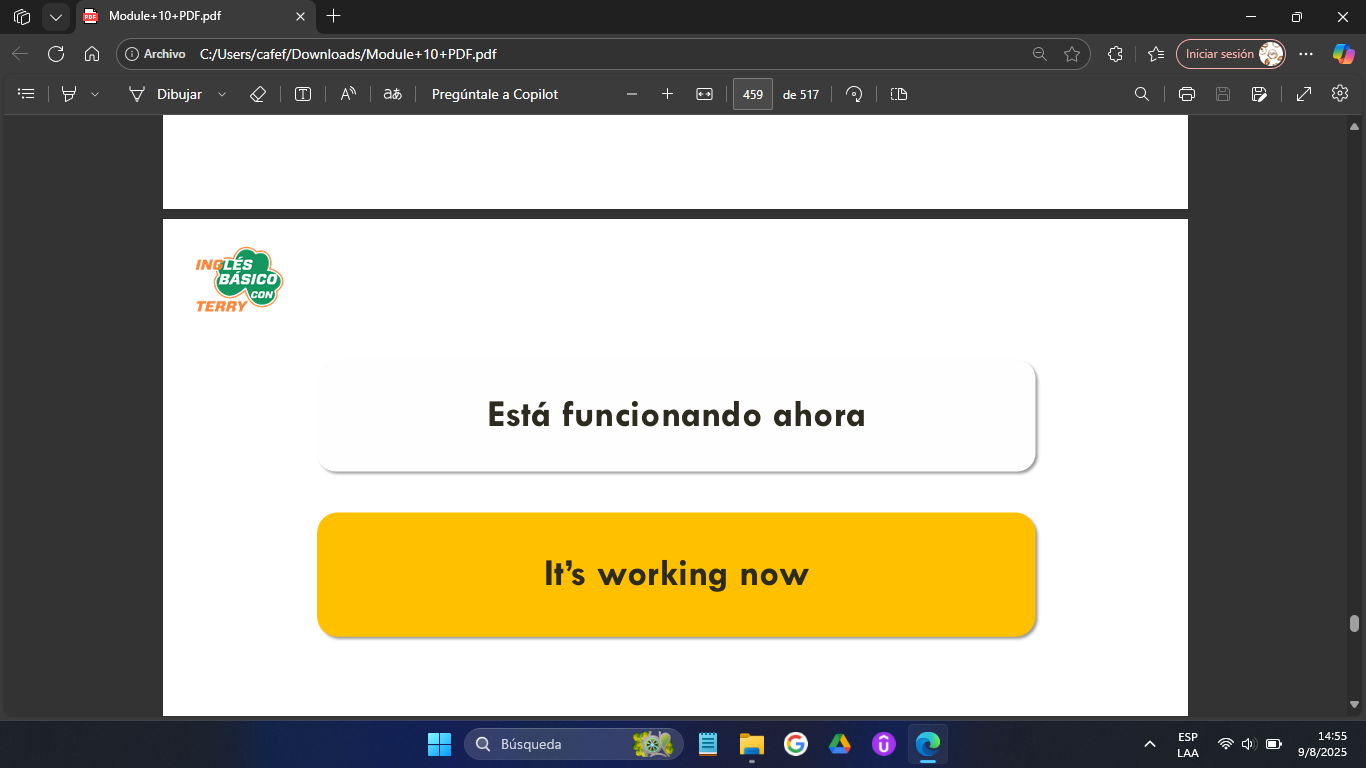 Module+10+PDF.pdf
Archivo C:/Users/cafef/Downloads/Module+10+PDF.pdf
Iniciar sesión
Dibujar
Pregúntale a Copilot
459 de 517
INGLÉS
BÁSICO
CON
TERRY
Está funcionando ahora
It’s working now
Búsqueda
ESP
LAA
14:55
9/8/2025